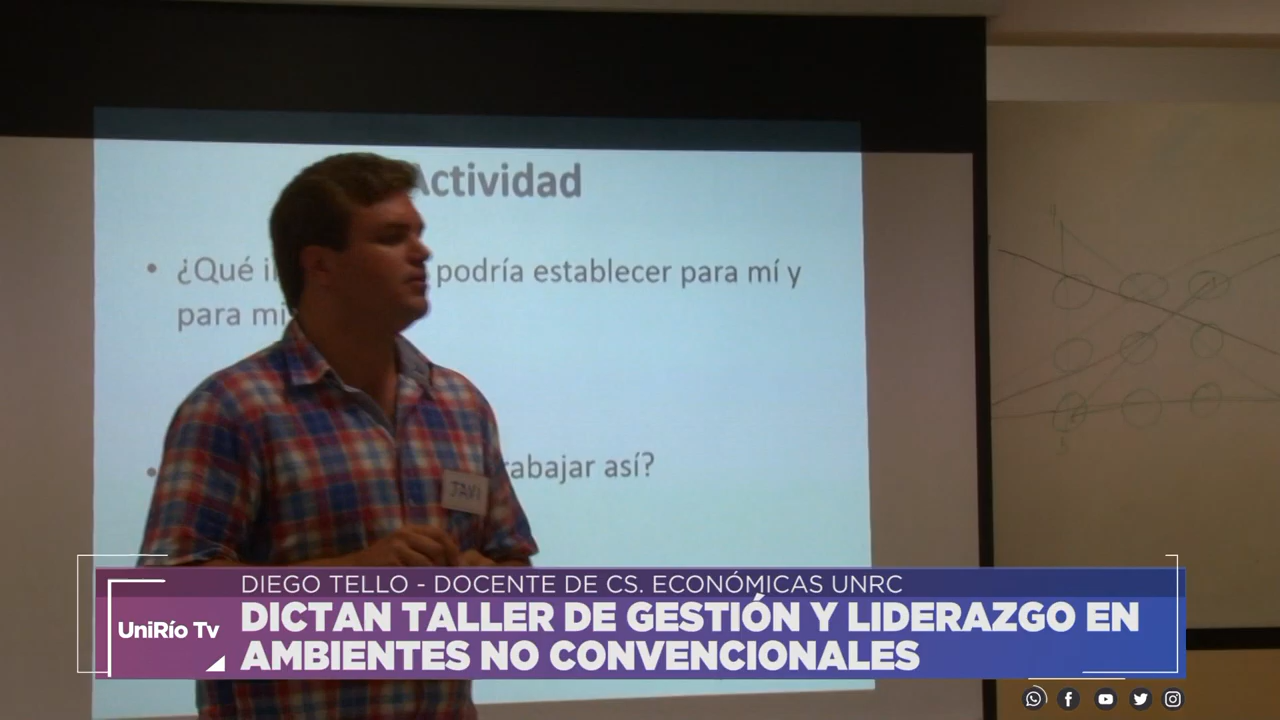 Actividad
• ¿Qué podría establecer para mí y
para mi
• trabajar así?
JAVI
DIEGO TELLO - DOCENTE DE CS. ECONÓMICAS UNRC
DICTAN TALLER DE GESTIÓN Y LIDERAZGO EN
AMBIENTES NO CONVENCIONALES
UniRío Tv